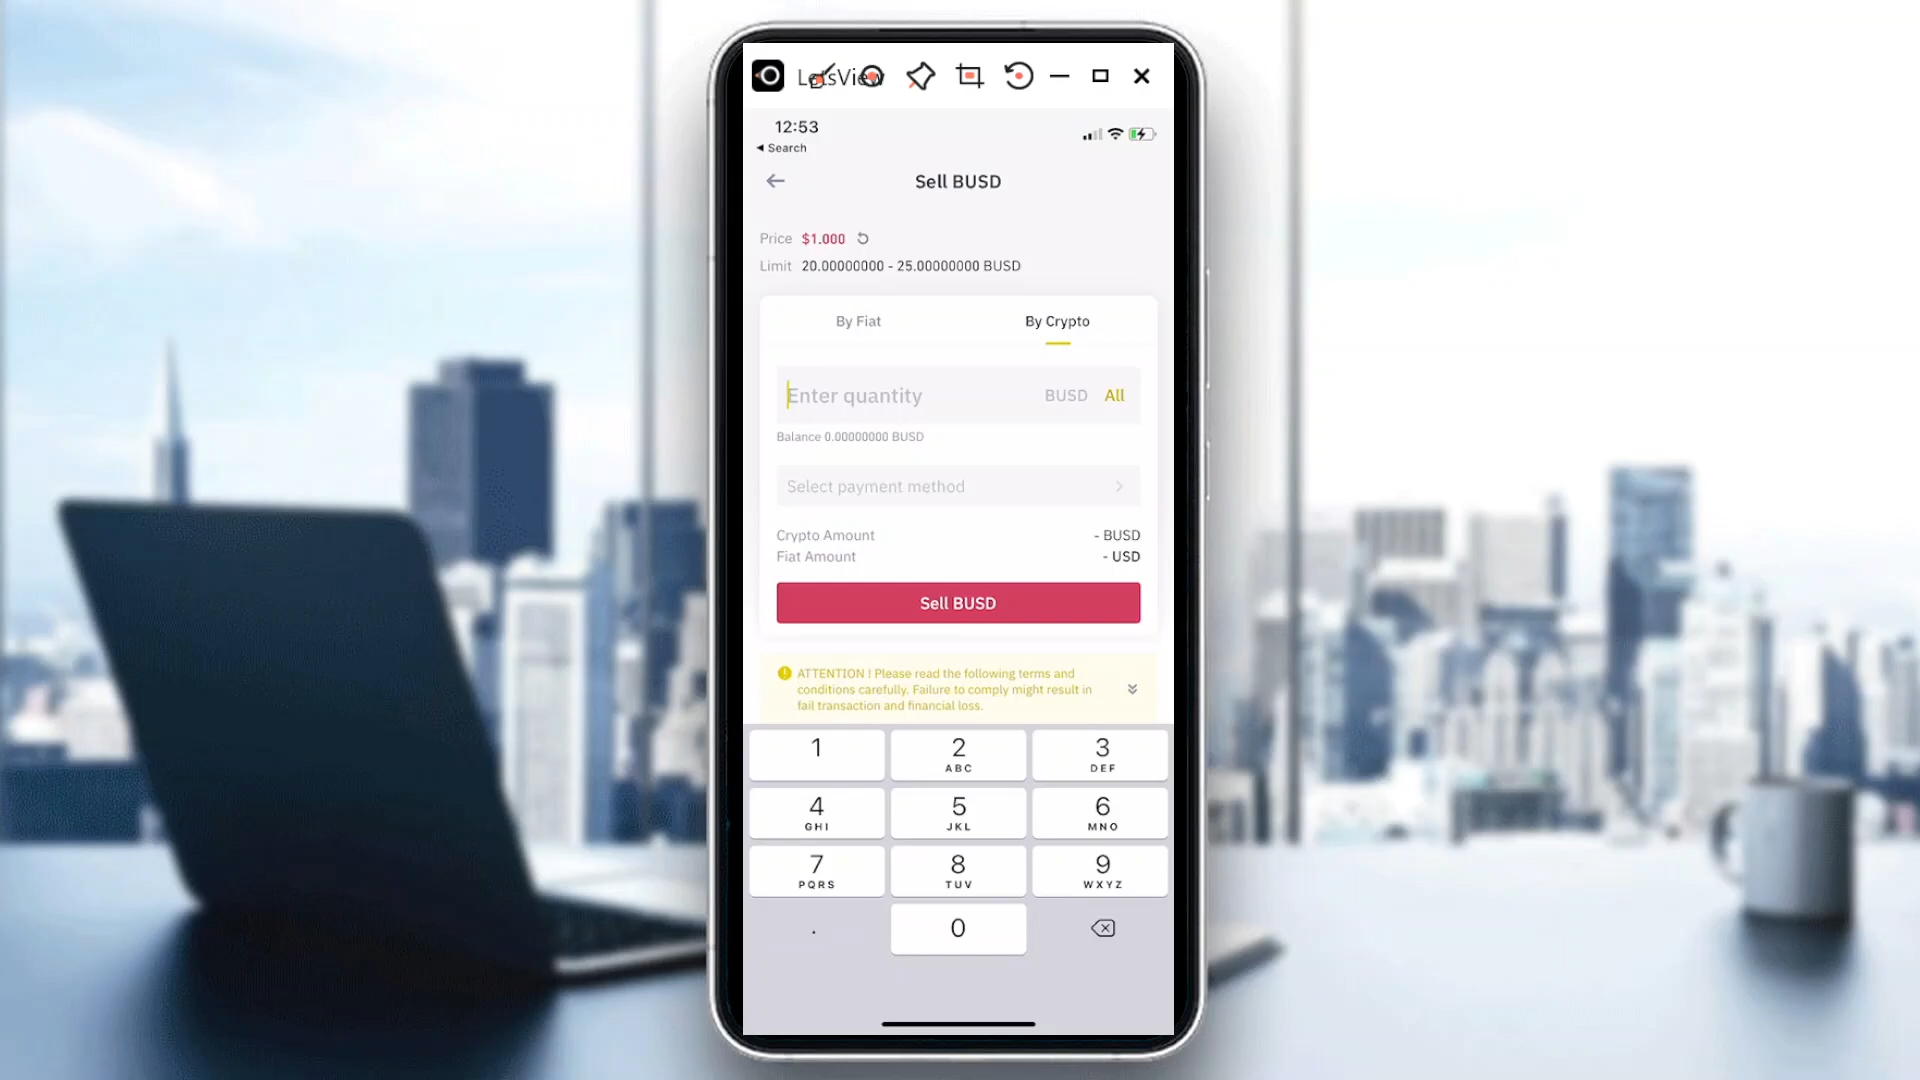 LetsView
12:53
◄ Search
Sell BUSD
Price $1.000
Limit 20.00000000 - 25.00000000 BUSD
By Fiat By Crypto
Enter quantity BUSD All
Balance 0.00000000 BUSD
Select payment method
Crypto Amount - BUSD
Fiat Amount - USD
Sell BUSD
ATTENTION ! Please read the following terms and
conditions carefully. Failure to comply might result in
fail transaction and financial loss.
1 2 3
ABC DEF
4 5 6
GHI JKL MNO
7 8 9
PQRS TUV WXYZ
. 0